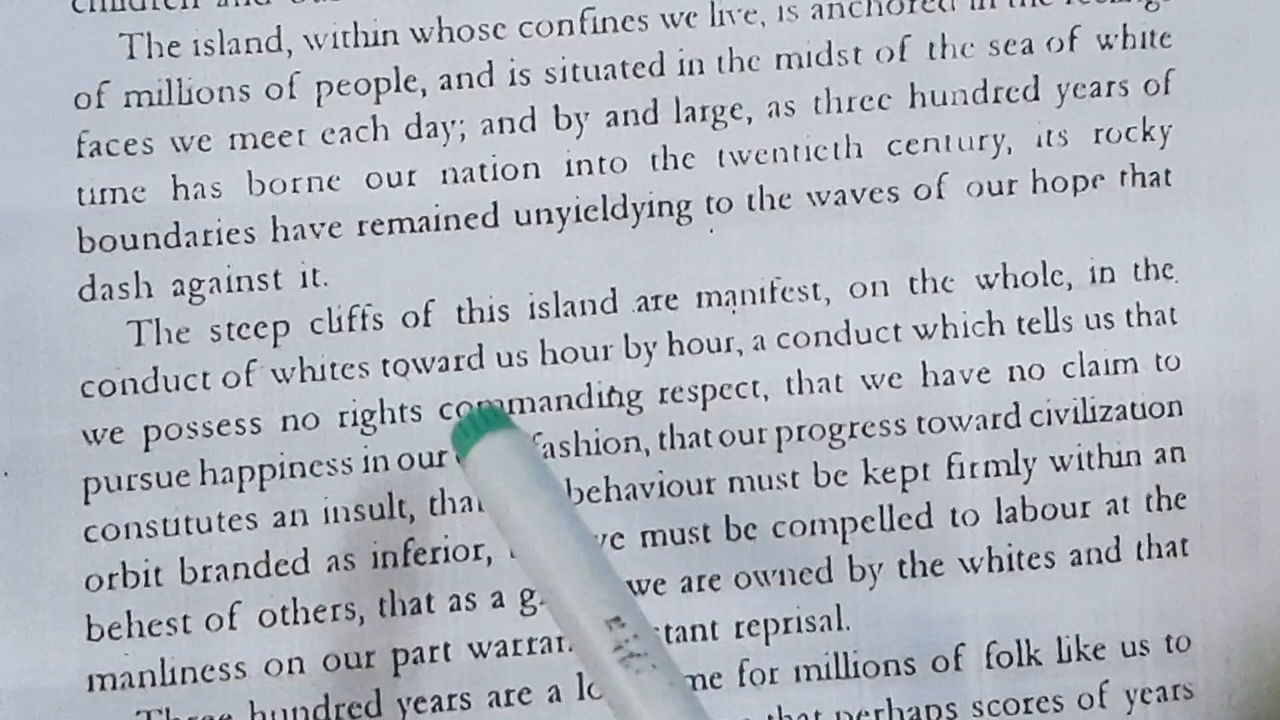 children and
The island, within whose confines we live, is anchored in the feelings
of millions of people, and is situated in the midst of the sea of white
faces we meet each day; and by and large, as three hundred years of
time has borne our nation into the twentieth century, its rocky
boundaries have remained unyieldying to the waves of our hope that
dash against it.
The steep cliffs of this island are manifest, on the whole, in the
conduct of whites toward us hour by hour, a conduct which tells us that
we possess no rights commanding respect, that we have no claim to
pursue happiness in our fashion, that our progress toward civilization
constitutes an insult, that behaviour must be kept firmly within an
orbit branded as inferior, must be compelled to labour at the
behest of others, that as a we are owned by the whites and that
manliness on our part reprisal.
Three hundred years are a for millions of folk like us to
that perhaps scores of years